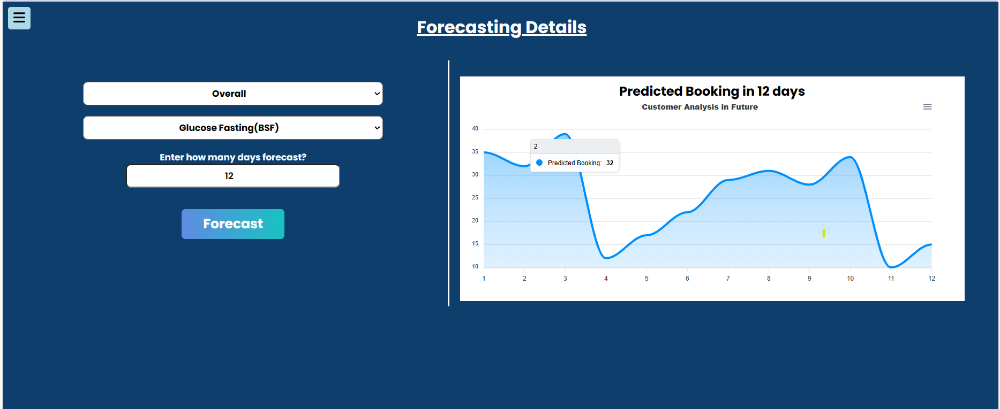 Forecasting Details
Overall
Glucose Fasting(BSF)
Enter how many days forecast?
12
Forecast
Predicted Booking in 12 days
Customer Analysis in Future
40
35
30
25
20
15
10
2
Predicted Booking: 32
1 2 3 4 5 6 7 8 9 10 11 12